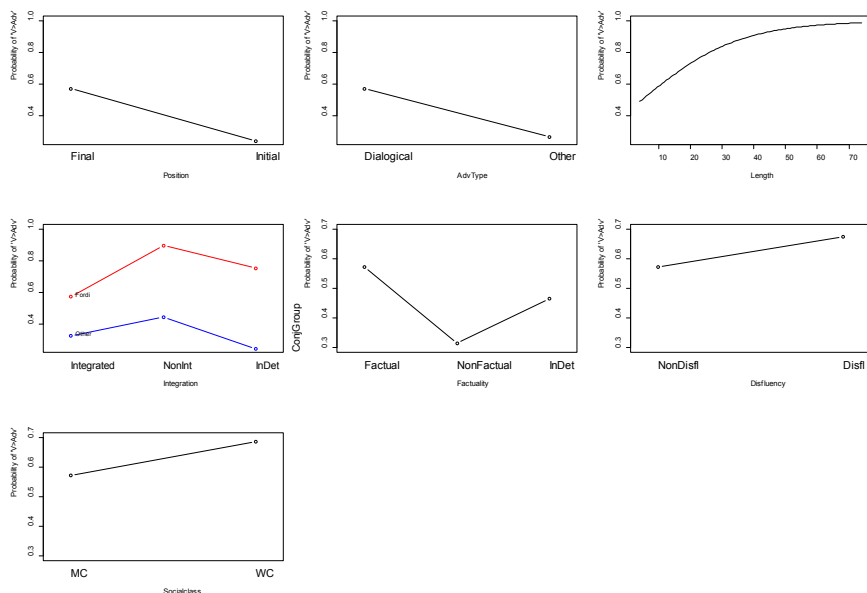 Probability of 'V>Adv'
1.0
0.8
0.6
0.4
Final
Initial
Position
Probability of 'V>Adv'
1.0
0.8
0.6
0.4
Dialogical
Other
AdvType
Probability of 'V>Adv'
1.0
0.8
0.6
0.4
10 20 30 40 50 60 70
Length
Probability of 'V>Adv'
1.0
0.8
0.6
0.4
Fordi
Other
Integrated
NonInt
InDet
Integration
ConjGroup
Probability of 'V>Adv'
0.7
0.6
0.5
0.4
0.3
Factual
NonFactual
InDet
Factuality
Probability of 'V>Adv'
0.7
0.6
0.5
0.4
0.3
NonDisfl
Disfl
Disfluency
Probability of 'V>Adv'
0.7
0.6
0.5
0.4
0.3
MC
WC
Socialclass